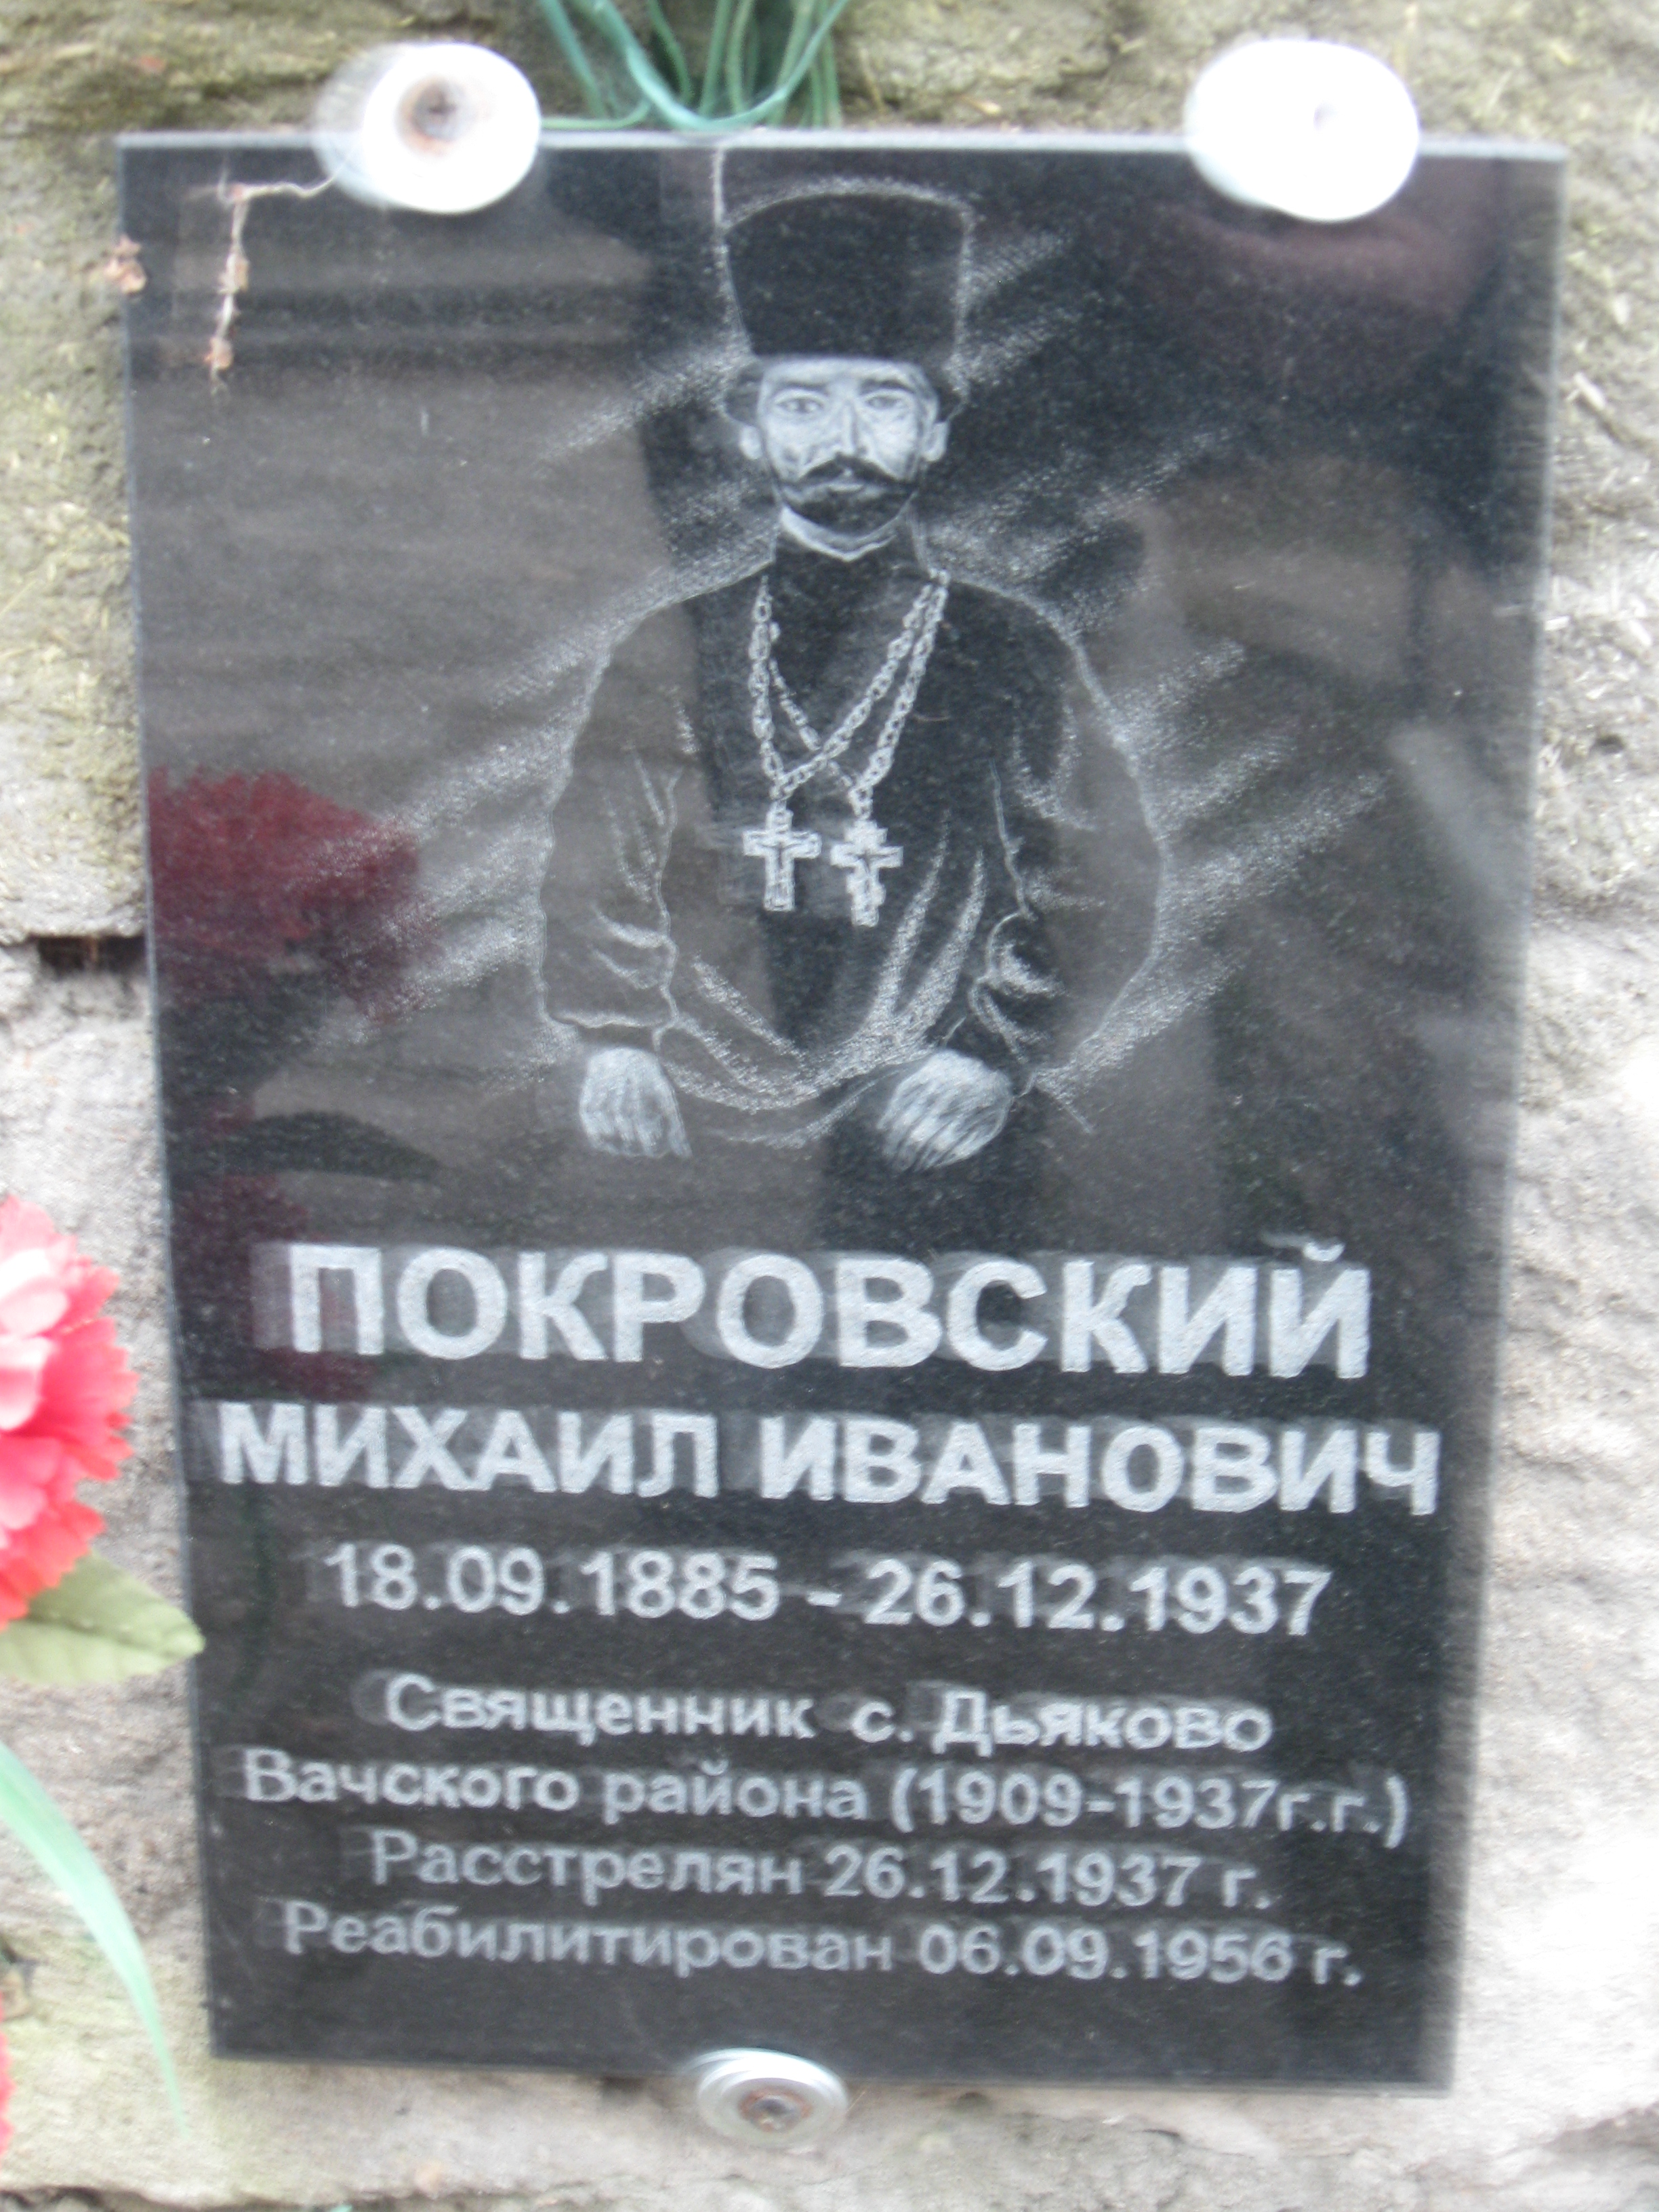 ПОКРОВСКИЙ
МИХАИЛ ИВАНОВИЧ
18.09.1885 - 26.12.1937
Священник с. Дьяково
Вачского района (1909-1937г.г.)
Расстрелян 26.12.1937 г.
Реабилитирован 06.09.1956 г.